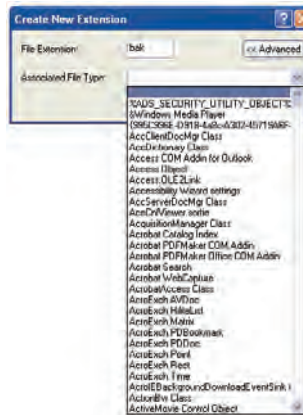 Create New Extension
File Extension: bak << Advanced
Associated File Type:
%ADS_SECURITY_UTILITY_OBJECT%
&Windows Media Player
AccClientDocMgr Class
AccDictionary Class
Access COM Addin for Outlook
Access Object
Access.OLE2Link
Accessibility Wizard settings
AccServerDocMgr Class
AceCnfViewer sortie
AcquisitionManager Class
Acrobat Catalog Index
Acrobat PDFMaker COM Addin
Acrobat PDFMaker Office COM Addin
Acrobat Search
Acrobat WebCapture
AcrobatAccess Class
AcroExch AVDoc
AcroExch HiliteList
AcroExch Matrix
AcroExch PDBookmark
AcroExch PDDoc
AcroExch Point
AcroExch Rect
AcroExch Time
AcroIEBackgroundDownloadEventSink
ActionBvr Class
ActiveMovie Control Object